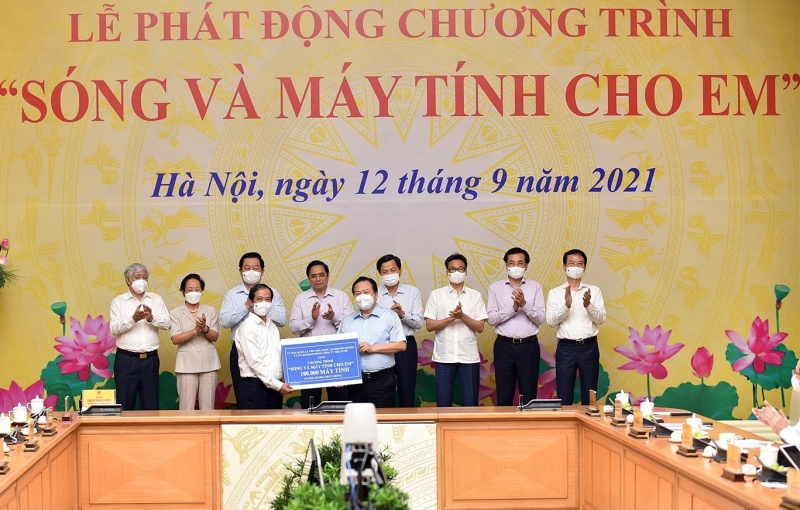 LỄ PHÁT ĐỘNG CHƯƠNG TRÌNH
“SÓNG VÀ MÁY TÍNH CHO EM”
Hà Nội, ngày 12 tháng 9 năm 2021
TẶNG
CHƯƠNG TRÌNH
"SÓNG VÀ MÁY TÍNH CHO EM"
100.000 MÁY TÍNH